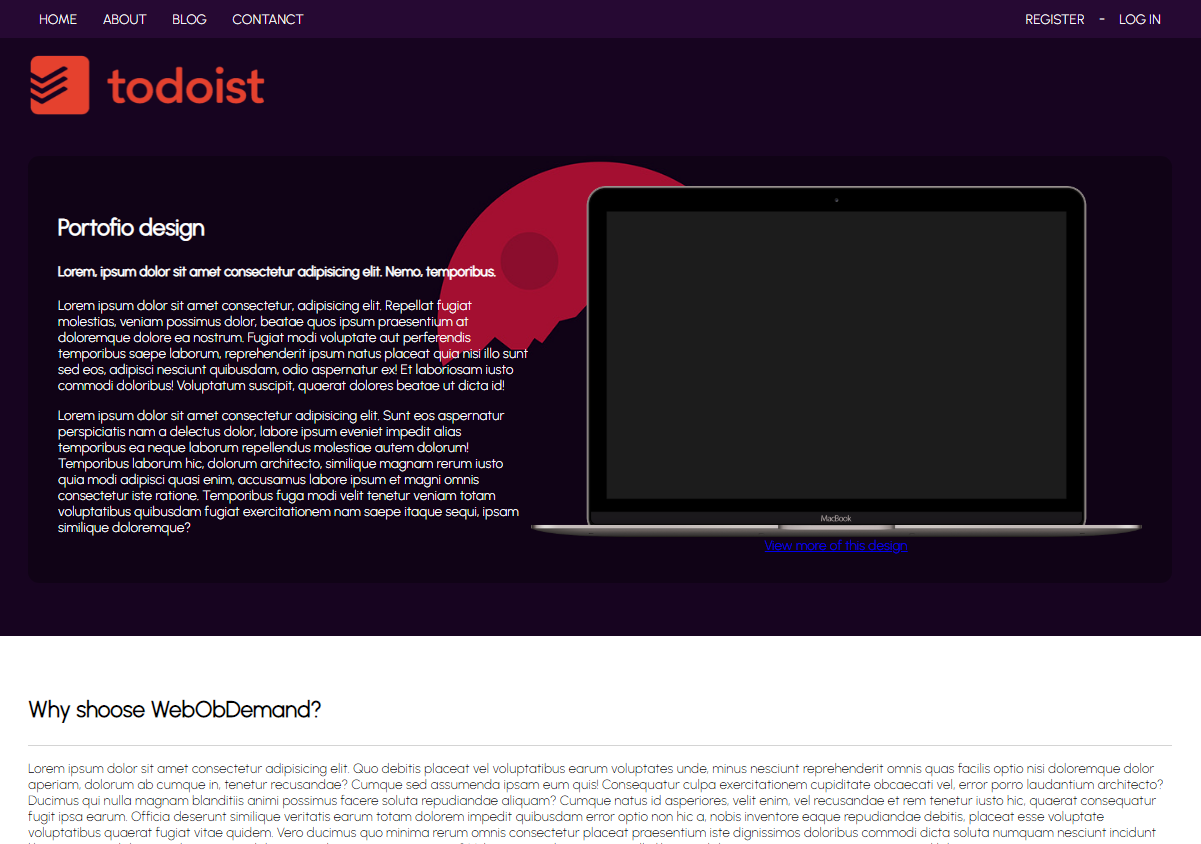 HOME ABOUT BLOG CONTANCT REGISTER - LOG IN
todoist
Portofio design
Lorem, ipsum dolor sit amet consectetur adipisicing elit. Nemo, temporibus.
Lorem ipsum dolor sit amet consectetur, adipisicing elit. Repellat fugiat
molestias, veniam possimus dolor, beatae quos ipsum praesentium at
doloremque dolore ea nostrum. Fugiat modi voluptate aut perferendis
temporibus saepe laborum, reprehenderit ipsum natus placeat quia nisi illo sunt
sed eos, adipisci nesciunt quibusdam, odio aspernatur ex! Et laboriosam iusto
commodi doloribus! Voluptatum suscipit, quaerat dolores beatae ut dicta id!
Lorem ipsum dolor sit amet consectetur adipisicing elit. Sunt eos aspernatur
perspiciatis nam a delectus dolor, labore ipsum eveniet impedit alias
temporibus ea neque laborum repellendus molestiae autem dolorum!
Temporibus laborum hic, dolorum architecto, similique magnam rerum iusto
quia modi adipisci quasi enim, accusamus labore ipsum et magni omnis
consectetur iste ratione. Temporibus fuga modi velit tenetur veniam totam
voluptatibus quibusdam fugiat exercitationem nam saepe itaque sequi, ipsam
similique doloremque?
MacBook
View more of this design
Why shoose WebObDemand?
Lorem ipsum dolor sit amet consectetur adipisicing elit. Quo debitis placeat vel voluptatibus earum voluptates unde, minus nesciunt reprehenderit omnis quas facilis optio nisi doloremque dolor
aperiam, dolorum ab cumque in, tenetur recusandae? Cumque sed assumenda ipsam eum quis! Consequatur culpa exercitationem cupiditate obcaecati vel, error porro laudantium architecto?
Ducimus qui nulla magnam blanditiis animi possimus facere soluta repudiandae aliquam? Cumque natus id asperiores, velit enim, vel recusandae et rem tenetur iusto hic, quaerat consequatur
fugit ipsa earum. Officia deserunt similique veritatis earum totam dolorem impedit quibusdam error optio non hic a, nobis inventore eaque repudiandae debitis, placeat esse voluptate
voluptatibus quaerat fugiat vitae quidem. Vero ducimus quo minima rerum omnis consectetur placeat praesentium iste dignissimos doloribus commodi dicta soluta numquam nesciunt incidunt